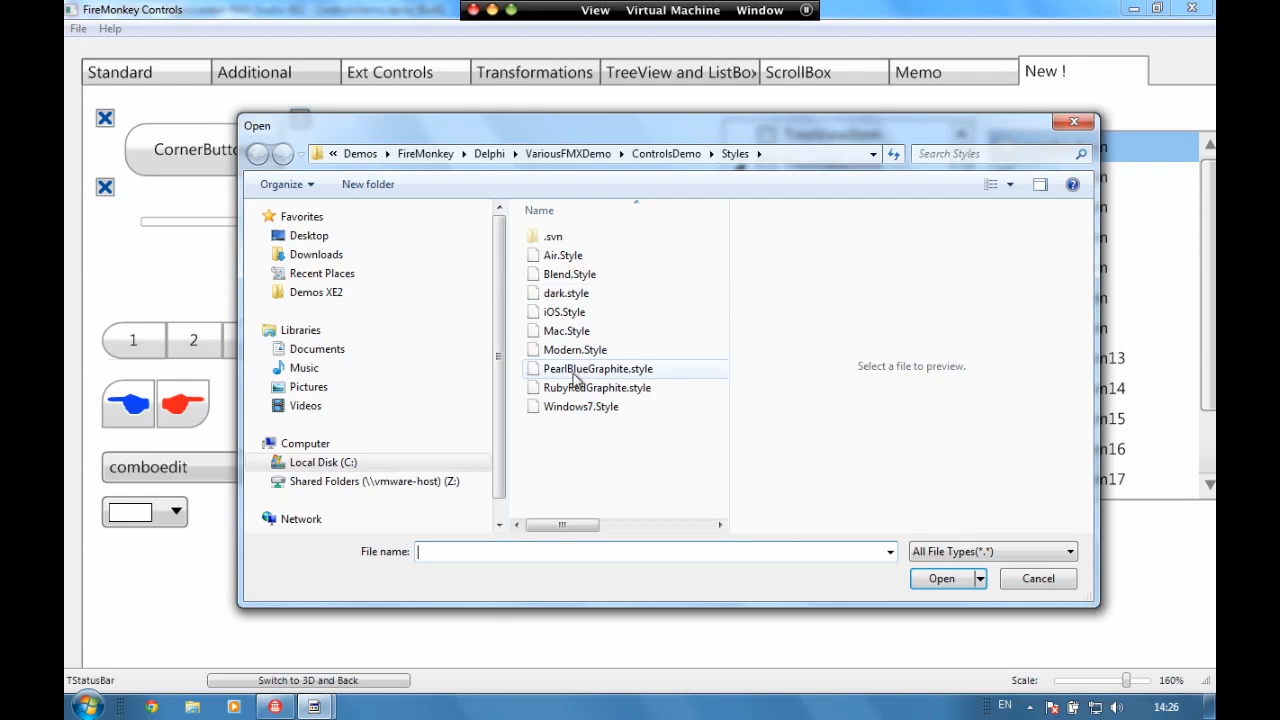 FireMonkey Controls
View Virtual Machine Window
File Help
Standard Additional Ext Controls Transformations TreeView and ListBox ScrollBox Memo New !
CornerButto
1 2
comboedit
Open
« Demos FireMonkey Delphi VariousFMXDemo ControlsDemo Styles
Search Styles
Organize New folder
Favorites
Desktop
Downloads
Recent Places
Demos XE2
Libraries
Documents
Music
Pictures
Videos
Computer
Local Disk (C:)
Shared Folders (\\vmware-host) (Z:)
Network
Name
.svn
Air.Style
Blend.Style
dark.style
iOS.Style
Mac.Style
Modern.Style
PearlBlueGraphite.style
RubyRedGraphite.style
Windows7.Style
Select a file to preview.
File name:
All File Types(*.*)
Open Cancel
m
m
m
m
m
m
m
m13
m14
m15
m16
m17
TStatusBar
Switch to 3D and Back
Scale: 160%
EN
14:26